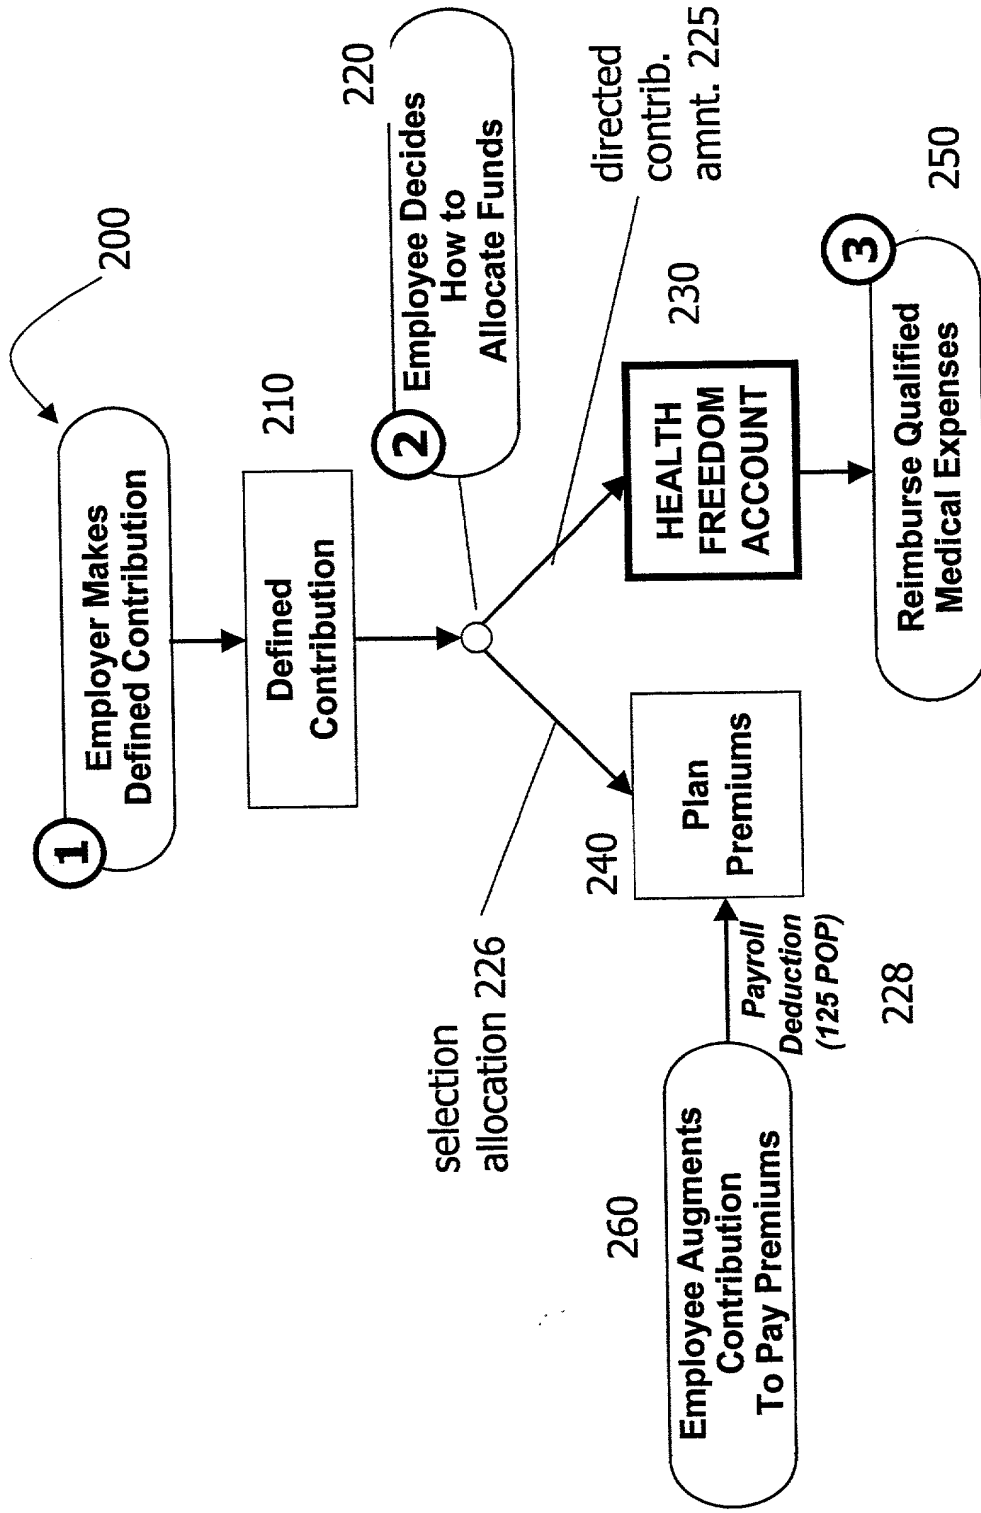 200
1
Employer Makes
Defined Contribution
210
Defined
Contribution
220
2
Employee Decides
How to
Allocate Funds
directed
contrib.
amnt. 225
selection
allocation 226
230
HEALTH
FREEDOM
ACCOUNT
240
Plan
Premiums
Payroll
Deduction
(125 POP)
228
260
Employee Augments
Contribution
To Pay Premiums
250
3
Reimburse Qualified
Medical Expenses